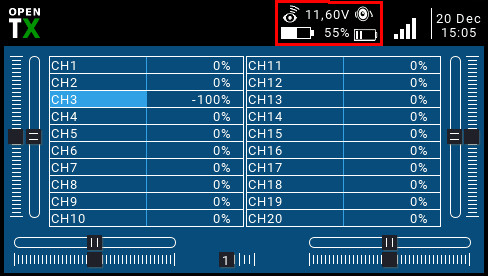 OPEN
TX
11,60V
55%
20 Dec
15:05
CH1 0% CH11 0%
CH2 0% CH12 0%
CH3 -100% CH13 0%
CH4 0% CH14 0%
CH5 0% CH15 0%
CH6 0% CH16 0%
CH7 0% CH17 0%
CH8 0% CH18 0%
CH9 0% CH19 0%
CH10 0% CH20 0%
1